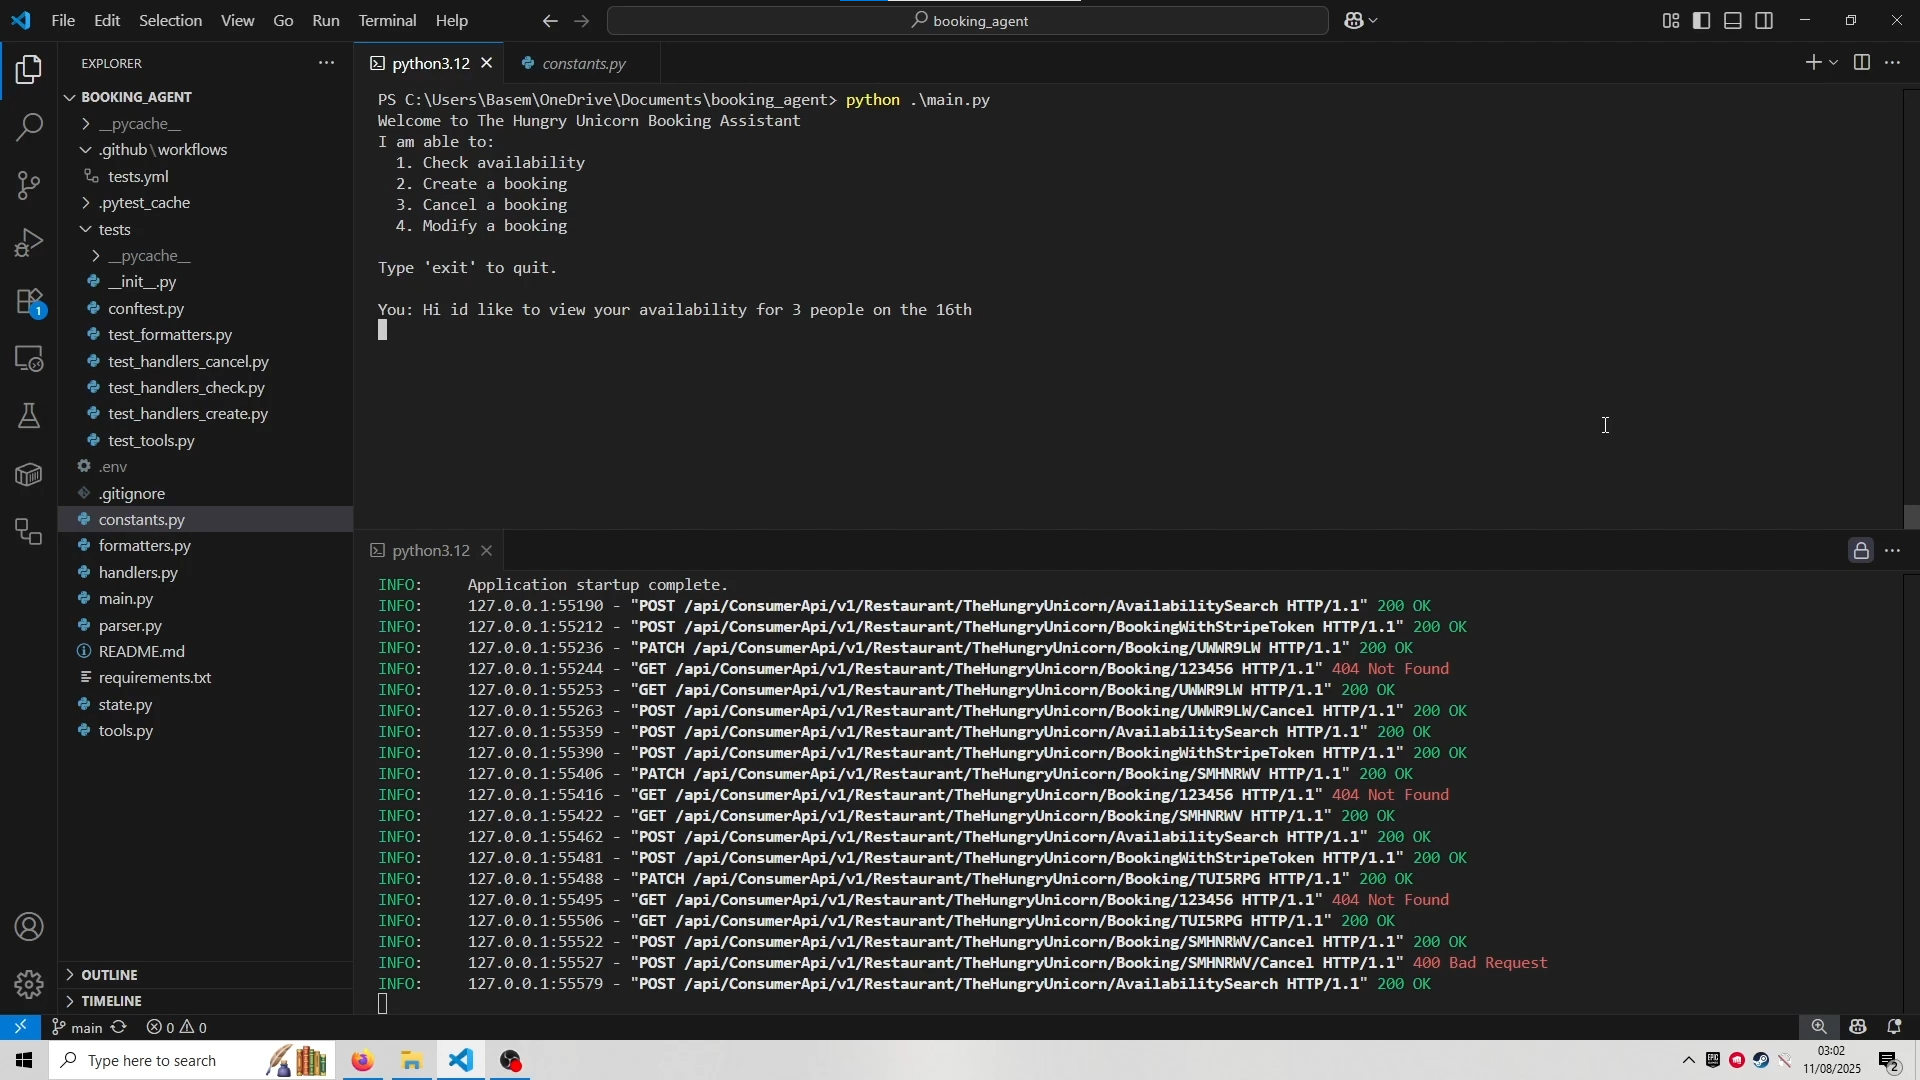 File Edit Selection View Go Run Terminal Help
booking_agent
EXPLORER
BOOKING_AGENT
__pycache__
.github\workflows
tests.yml
.pytest_cache
tests
__pycache__
__init__.py
conftest.py
test_formatters.py
test_handlers_cancel.py
test_handlers_check.py
test_handlers_create.py
test_tools.py
.env
.gitignore
constants.py
formatters.py
handlers.py
main.py
parser.py
README.md
requirements.txt
state.py
tools.py
OUTLINE
TIMELINE
1
python3.12
constants.py
PS C:\Users\Basem\OneDrive\Documents\booking_agent> python .\main.py
Welcome to The Hungry Unicorn Booking Assistant
I am able to:
1. Check availability
2. Create a booking
3. Cancel a booking
4. Modify a booking
Type 'exit' to quit.
You: Hi id like to view your availability for 3 people on the 16th
python3.12
INFO: Application startup complete.
INFO: 127.0.0.1:55190 - "POST /api/ConsumerApi/v1/Restaurant/TheHungryUnicorn/AvailabilitySearch HTTP/1.1" 200 OK
INFO: 127.0.0.1:55212 - "POST /api/ConsumerApi/v1/Restaurant/TheHungryUnicorn/BookingWithStripeToken HTTP/1.1" 200 OK
INFO: 127.0.0.1:55236 - "PATCH /api/ConsumerApi/v1/Restaurant/TheHungryUnicorn/Booking/UWWR9LW HTTP/1.1" 200 OK
INFO: 127.0.0.1:55244 - "GET /api/ConsumerApi/v1/Restaurant/TheHungryUnicorn/Booking/123456 HTTP/1.1" 404 Not Found
INFO: 127.0.0.1:55253 - "GET /api/ConsumerApi/v1/Restaurant/TheHungryUnicorn/Booking/UWWR9LW HTTP/1.1" 200 OK
INFO: 127.0.0.1:55263 - "POST /api/ConsumerApi/v1/Restaurant/TheHungryUnicorn/Booking/UWWR9LW/Cancel HTTP/1.1" 200 OK
INFO: 127.0.0.1:55359 - "POST /api/ConsumerApi/v1/Restaurant/TheHungryUnicorn/AvailabilitySearch HTTP/1.1" 200 OK
INFO: 127.0.0.1:55390 - "POST /api/ConsumerApi/v1/Restaurant/TheHungryUnicorn/BookingWithStripeToken HTTP/1.1" 200 OK
INFO: 127.0.0.1:55406 - "PATCH /api/ConsumerApi/v1/Restaurant/TheHungryUnicorn/Booking/SMHNRWV HTTP/1.1" 200 OK
INFO: 127.0.0.1:55416 - "GET /api/ConsumerApi/v1/Restaurant/TheHungryUnicorn/Booking/123456 HTTP/1.1" 404 Not Found
INFO: 127.0.0.1:55422 - "GET /api/ConsumerApi/v1/Restaurant/TheHungryUnicorn/Booking/SMHNRWV HTTP/1.1" 200 OK
INFO: 127.0.0.1:55462 - "POST /api/ConsumerApi/v1/Restaurant/TheHungryUnicorn/AvailabilitySearch HTTP/1.1" 200 OK
INFO: 127.0.0.1:55481 - "POST /api/ConsumerApi/v1/Restaurant/TheHungryUnicorn/BookingWithStripeToken HTTP/1.1" 200 OK
INFO: 127.0.0.1:55488 - "PATCH /api/ConsumerApi/v1/Restaurant/TheHungryUnicorn/Booking/TUI5RPG HTTP/1.1" 200 OK
INFO: 127.0.0.1:55495 - "GET /api/ConsumerApi/v1/Restaurant/TheHungryUnicorn/Booking/123456 HTTP/1.1" 404 Not Found
INFO: 127.0.0.1:55506 - "GET /api/ConsumerApi/v1/Restaurant/TheHungryUnicorn/Booking/TUI5RPG HTTP/1.1" 200 OK
INFO: 127.0.0.1:55522 - "POST /api/ConsumerApi/v1/Restaurant/TheHungryUnicorn/Booking/SMHNRWV/Cancel HTTP/1.1" 200 OK
INFO: 127.0.0.1:55527 - "POST /api/ConsumerApi/v1/Restaurant/TheHungryUnicorn/Booking/SMHNRWV/Cancel HTTP/1.1" 400 Bad Request
INFO: 127.0.0.1:55579 - "POST /api/ConsumerApi/v1/Restaurant/TheHungryUnicorn/AvailabilitySearch HTTP/1.1" 200 OK
main 0 0
Type here to search
03:02
11/08/2025
2